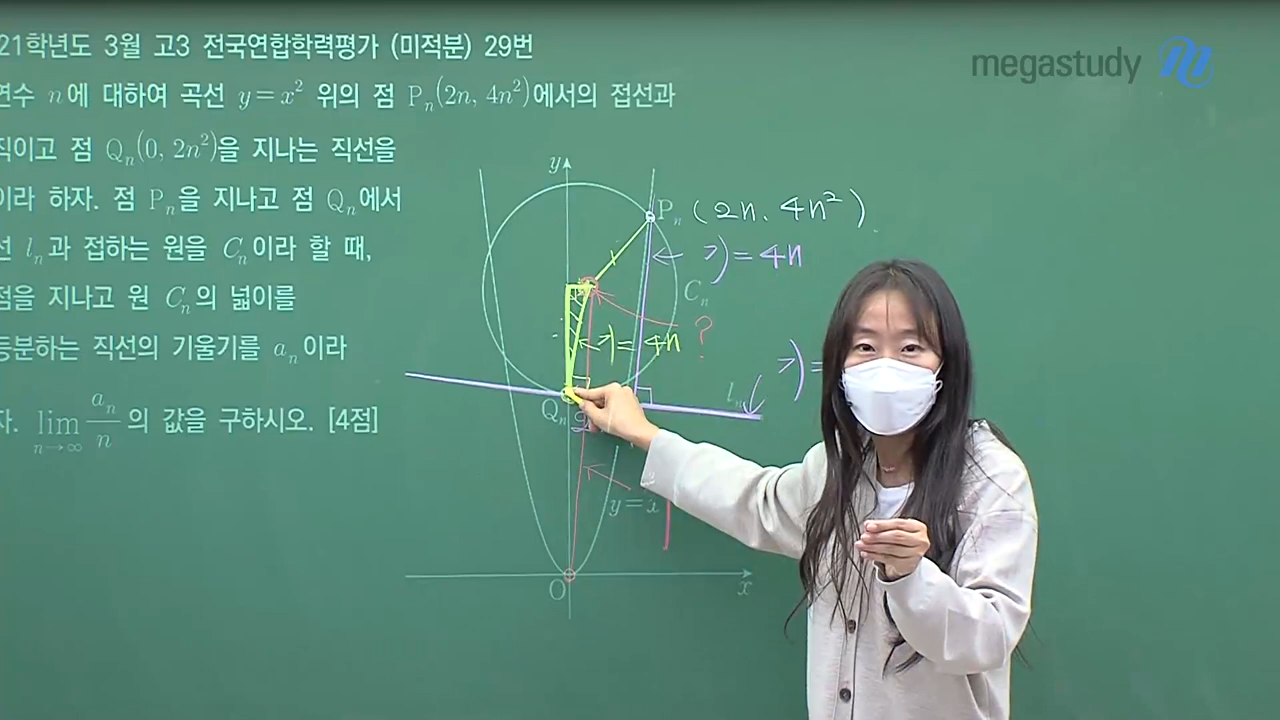 21학년도 3월 고3 전국연합학력평가 (미적분) 29번
megastudy
연수 n에 대하여 곡선 y=x² 위의 점 Pₙ(2n, 4n²)에서의 접선과
직이고 점 Qₙ(0, 2n²)을 지나는 직선을
이라 하자. 점 Pₙ을 지나고 점 Qₙ에서
선 lₙ과 접하는 원을 Cₙ이라 할 때,
점을 지나고 원 Cₙ의 넓이를
등분하는 직선의 기울기를 aₙ이라
자. lim n→∞ aₙ/n 의 값을 구하시오. [4점]
y
Pₙ (2n, 4n²)
ㄱ)=4n
Cₙ
?
ㄱ)=4n
ㄱ)=
lₙ
Qₙ
y=x
O
x